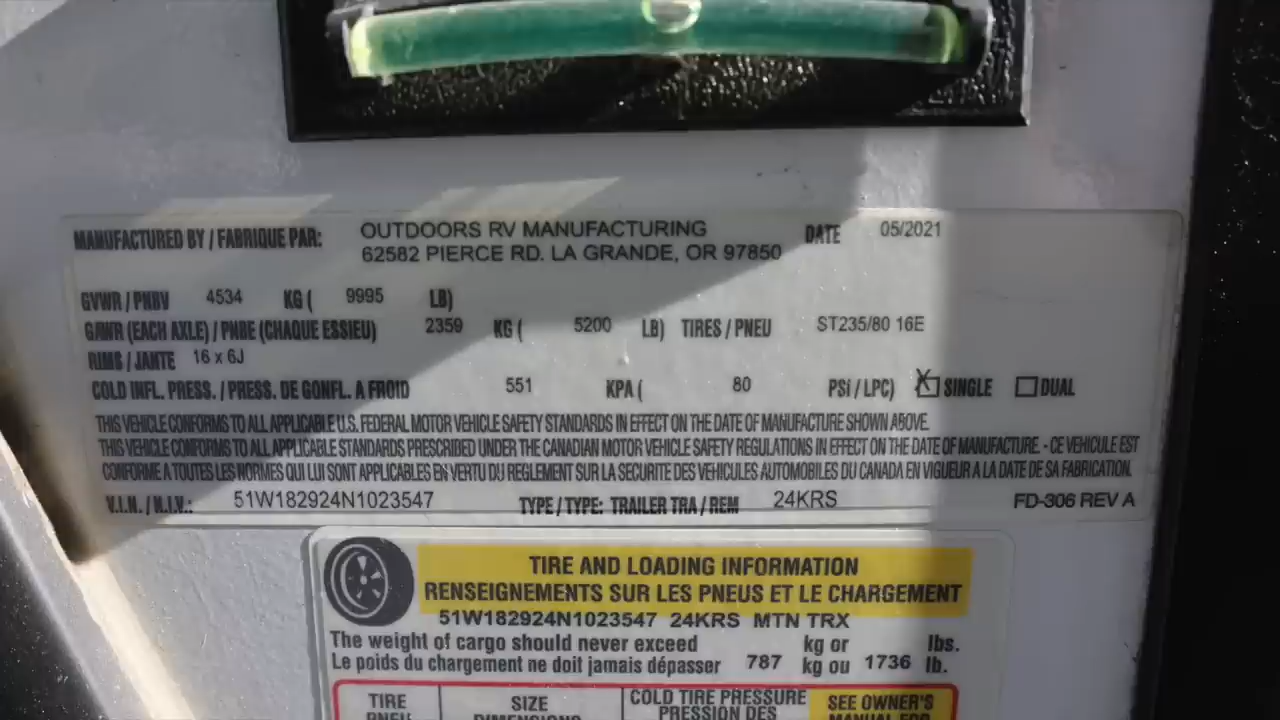 MANUFACTURED BY / FABRIQUE PAR: OUTDOORS RV MANUFACTURING DATE 05/2021
62582 PIERCE RD. LA GRANDE, OR 97850
GVWR / PNBV 4534 KG ( 9995 LB)
GAWR (EACH AXLE) / PNBE (CHAQUE ESSIEU) 2359 KG ( 5200 LB) TIRES / PNEU ST235/80 16E
RIMS / JANTE 16 x 6J
COLD INFL. PRESS. / PRESS. DE GONFL. A FROID 551 KPA ( 80 PSI / LPC) X SINGLE DUAL
THIS VEHICLE CONFORMS TO ALL APPLICABLE U.S. FEDERAL MOTOR VEHICLE SAFETY STANDARDS IN EFFECT ON THE DATE OF MANUFACTURE SHOWN ABOVE.
THIS VEHICLE CONFORMS TO ALL APPLICABLE STANDARDS PRESCRIBED UNDER THE CANADIAN MOTOR VEHICLE SAFETY REGULATIONS IN EFFECT ON THE DATE OF MANUFACTURE. - CE VEHICULE EST
CONFORME A TOUTES LES NORMES QUI LUI SONT APPLICABLES EN VERTU DU REGLEMENT SUR LA SECURITE DES VEHICULES AUTOMOBILES DU CANADA EN VIGUEUR A LA DATE DE SA FABRICATION.
V.I.N. / N.I.V.: 51W182924N1023547 TYPE / TYPE: TRAILER TRA / REM 24KRS FD-306 REV A
TIRE AND LOADING INFORMATION
RENSEIGNEMENTS SUR LES PNEUS ET LE CHARGEMENT
51W182924N1023547 24KRS MTN TRX
The weight of cargo should never exceed kg or lbs.
Le poids du chargement ne doit jamais dépasser 787 kg ou 1736 lb.
TIRE SIZE COLD TIRE PRESSURE SEE OWNER'S
PNEU DIMENSIONS PRESSION DES MANUAL FOR